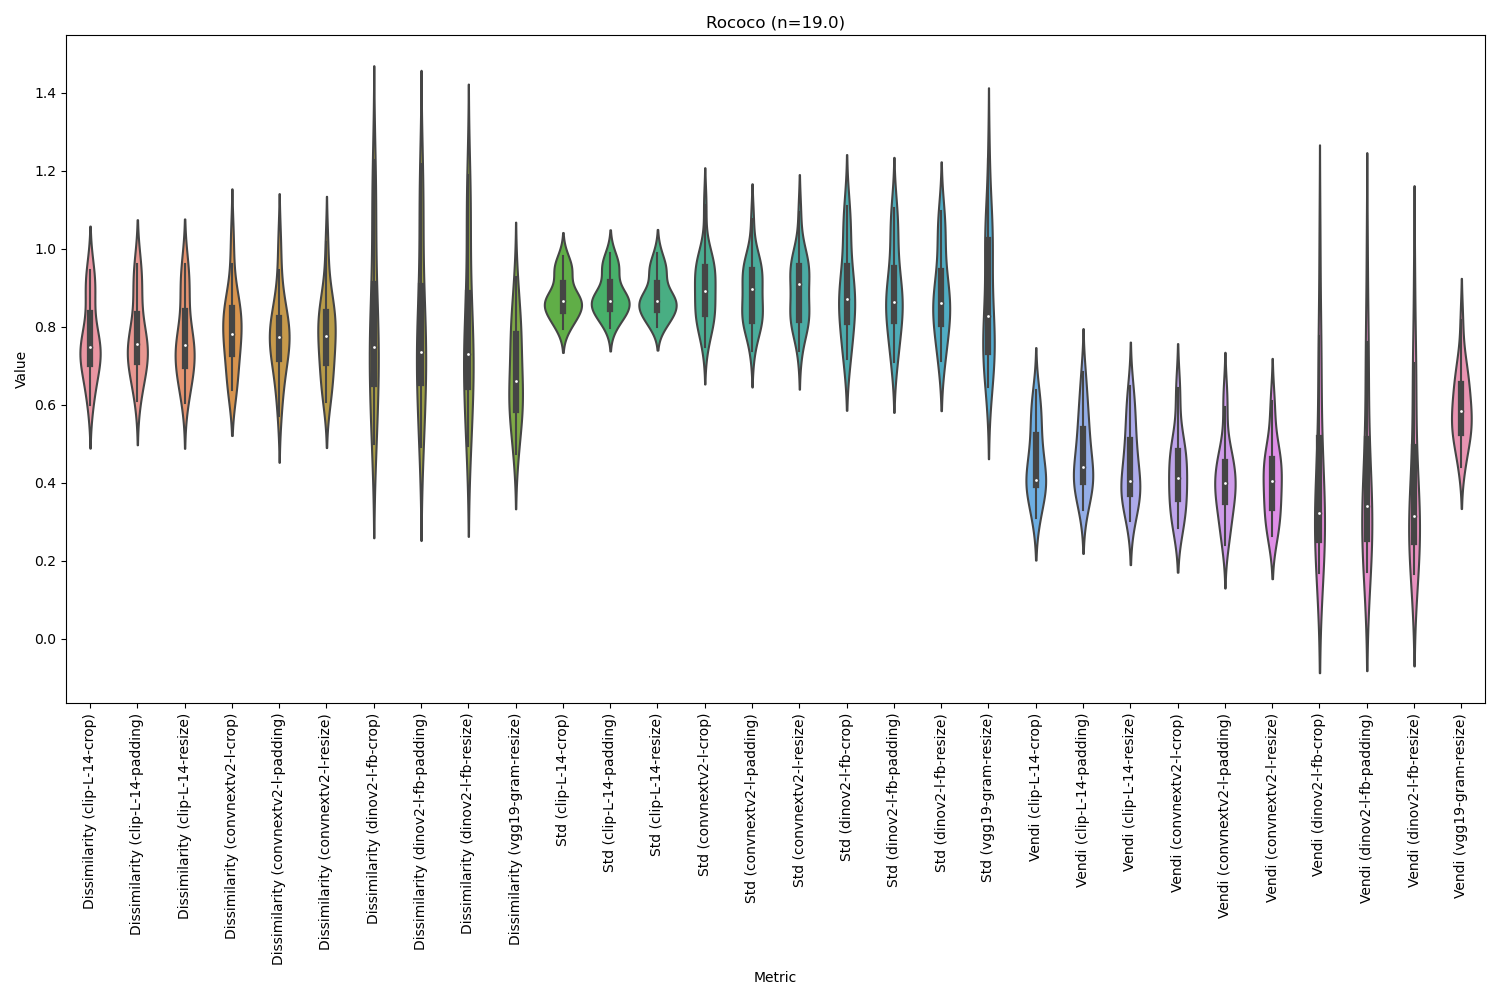 Rococo (n=19.0)
Value
1.4
1.2
1.0
0.8
0.6
0.4
0.2
0.0
Dissimilarity (clip-L-14-crop)
Dissimilarity (clip-L-14-padding)
Dissimilarity (clip-L-14-resize)
Dissimilarity (convnextv2-l-crop)
Dissimilarity (convnextv2-l-padding)
Dissimilarity (convnextv2-l-resize)
Dissimilarity (dinov2-l-fb-crop)
Dissimilarity (dinov2-l-fb-padding)
Dissimilarity (dinov2-l-fb-resize)
Dissimilarity (vgg19-gram-resize)
Std (clip-L-14-crop)
Std (clip-L-14-padding)
Std (clip-L-14-resize)
Std (convnextv2-l-crop)
Std (convnextv2-l-padding)
Std (convnextv2-l-resize)
Std (dinov2-l-fb-crop)
Std (dinov2-l-fb-padding)
Std (dinov2-l-fb-resize)
Std (vgg19-gram-resize)
Vendi (clip-L-14-crop)
Vendi (clip-L-14-padding)
Vendi (clip-L-14-resize)
Vendi (convnextv2-l-crop)
Vendi (convnextv2-l-padding)
Vendi (convnextv2-l-resize)
Vendi (dinov2-l-fb-crop)
Vendi (dinov2-l-fb-padding)
Vendi (dinov2-l-fb-resize)
Vendi (vgg19-gram-resize)
Metric